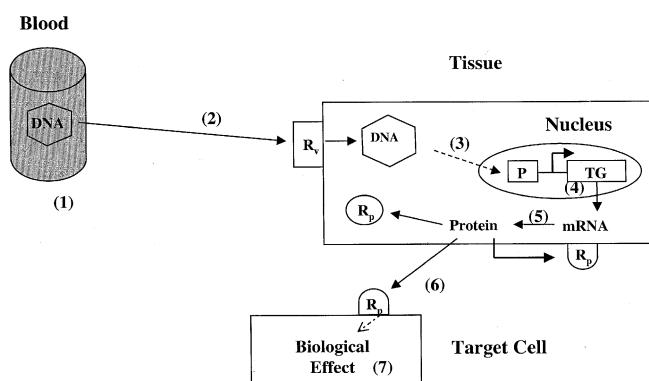 Blood
Tissue
DNA
(2)
Rv
DNA
(3)
Nucleus
P
TG
(4)
(1)
Rp
Protein
(5)
mRNA
Rp
Rp
(6)
Biological
Effect (7)
Target Cell